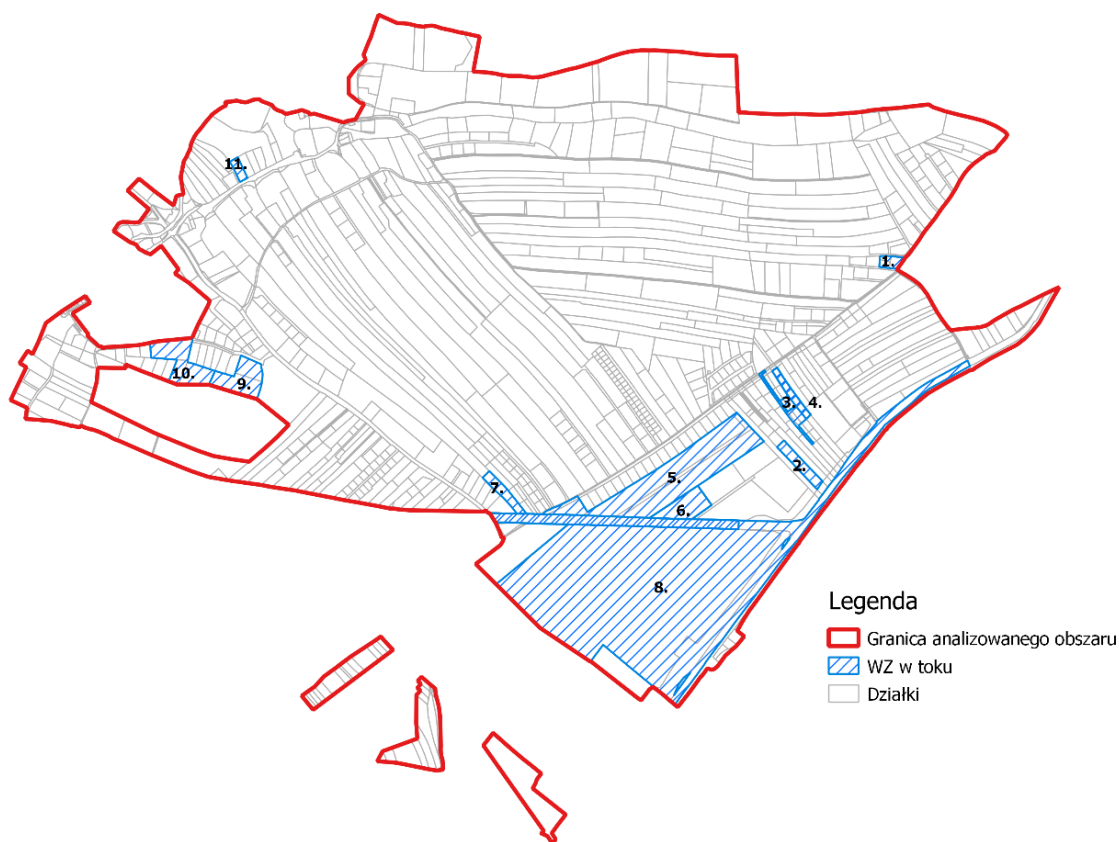 11.
1.
10.
9.
3.
4.
2.
5.
7.
6.
8.
Legenda
Granica analizowanego obszaru
WZ w toku
Działki